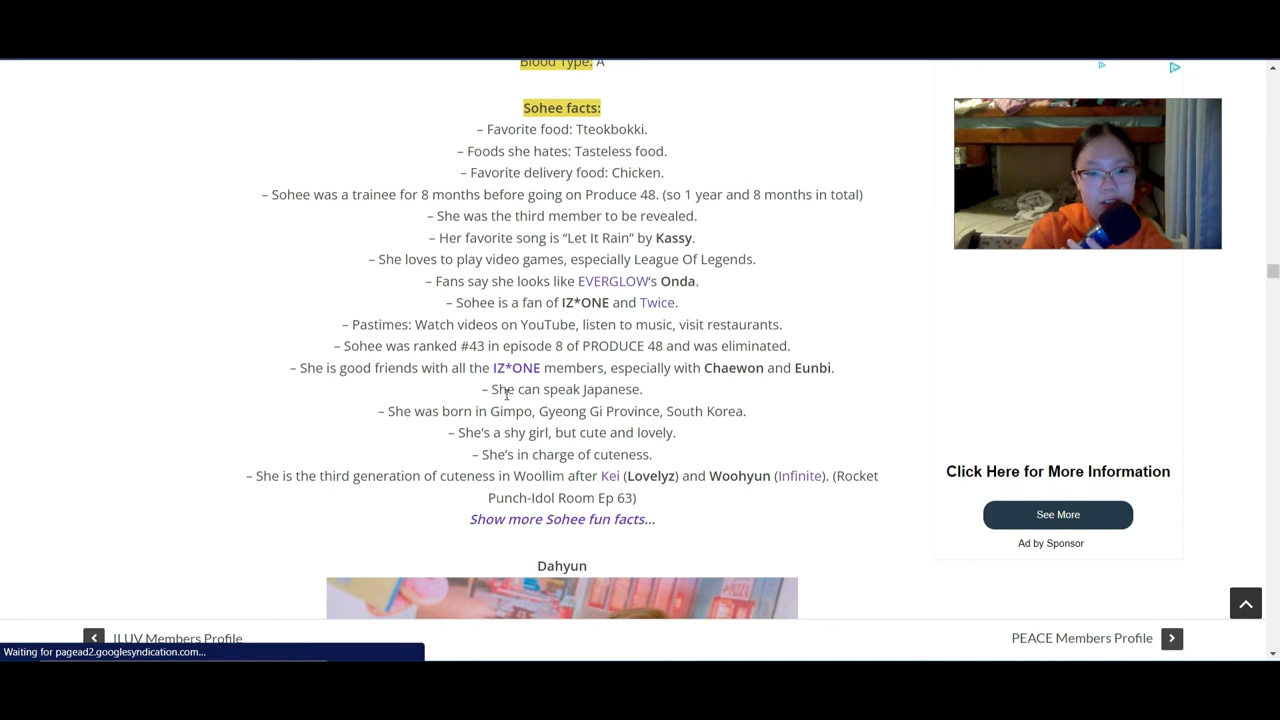 Blood Type: A
Sohee facts:
– Favorite food: Tteokbokki.
– Foods she hates: Tasteless food.
– Favorite delivery food: Chicken.
– Sohee was a trainee for 8 months before going on Produce 48. (so 1 year and 8 months in total)
– She was the third member to be revealed.
– Her favorite song is “Let It Rain” by Kassy.
– She loves to play video games, especially League Of Legends.
– Fans say she looks like EVERGLOW‘s Onda.
– Sohee is a fan of IZ*ONE and Twice.
– Pastimes: Watch videos on YouTube, listen to music, visit restaurants.
– Sohee was ranked #43 in episode 8 of PRODUCE 48 and was eliminated.
– She is good friends with all the IZ*ONE members, especially with Chaewon and Eunbi.
– She can speak Japanese.
– She was born in Gimpo, Gyeong Gi Province, South Korea.
– She’s a shy girl, but cute and lovely.
– She’s in charge of cuteness.
– She is the third generation of cuteness in Woollim after Kei (Lovelyz) and Woohyun (Infinite). (Rocket
Punch-Idol Room Ep 63)
Show more Sohee fun facts...
Dahyun
Click Here for More Information
See More
Ad by Sponsor
ILUV Members Profile
PEACE Members Profile
Waiting for pagead2.googlesyndication.com...